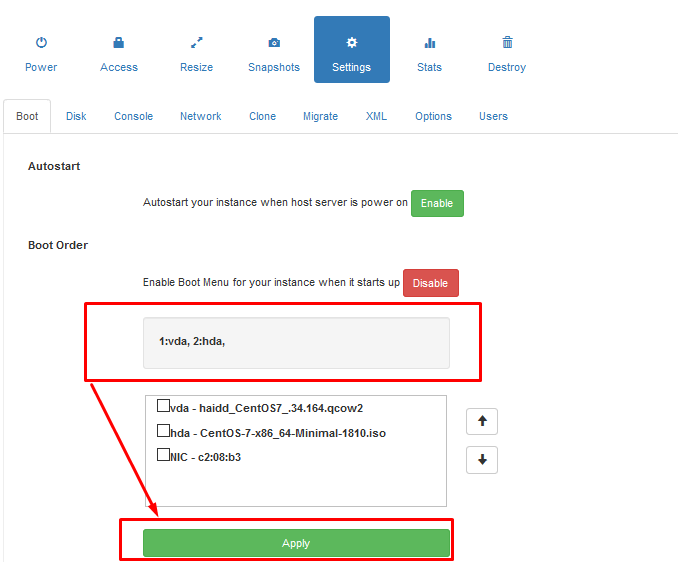 Power Access Resize Snapshots Settings Stats Destroy
Boot Disk Console Network Clone Migrate XML Options Users
Autostart
Autostart your instance when host server is power on Enable
Boot Order
Enable Boot Menu for your instance when it starts up Disable
1:vda, 2:hda,
vda - haidd_CentOS7_.34.164.qcow2
hda - CentOS-7-x86_64-Minimal-1810.iso
NIC - c2:08:b3
Apply